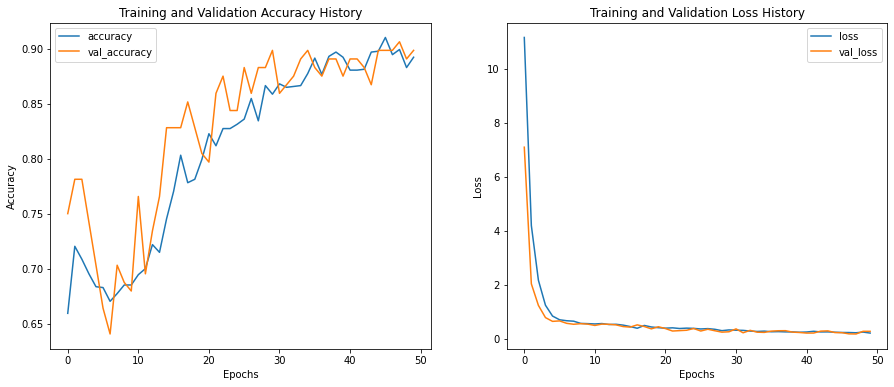 Training and Validation Accuracy History
accuracy
val_accuracy
0.90
0.85
0.80
0.75
0.70
0.65
Accuracy
0 10 20 30 40 50
Epochs
Training and Validation Loss History
loss
val_loss
10
8
6
4
2
0
Loss
0 10 20 30 40 50
Epochs